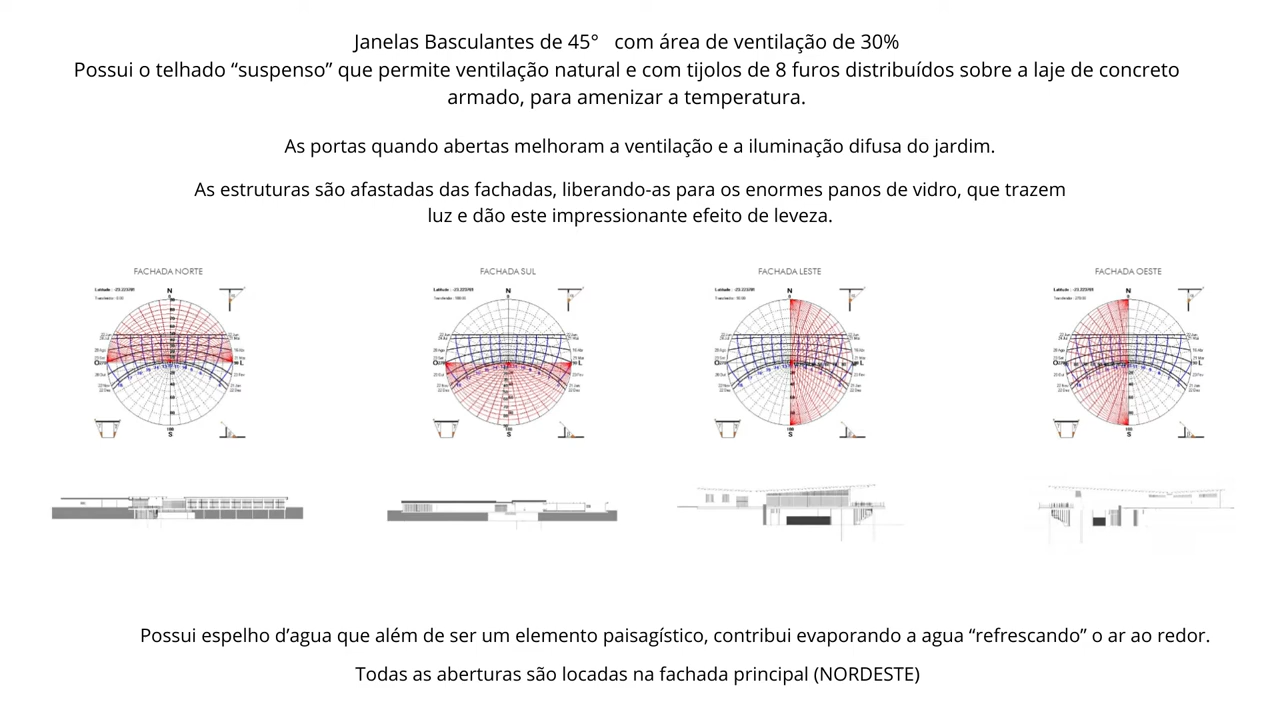 Janelas Basculantes de 45° com área de ventilação de 30%
Possui o telhado “suspenso” que permite ventilação natural e com tijolos de 8 furos distribuídos sobre a laje de concreto
armado, para amenizar a temperatura.
As portas quando abertas melhoram a ventilação e a iluminação difusa do jardim.
As estruturas são afastadas das fachadas, liberando-as para os enormes panos de vidro, que trazem
luz e dão este impressionante efeito de leveza.
FACHADA NORTE
FACHADA SUL
FACHADA LESTE
FACHADA OESTE
N
N
N
N
O L
O L
O L
O L
S
S
S
S
Possui espelho d’agua que além de ser um elemento paisagístico, contribui evaporando a agua “refrescando” o ar ao redor.
Todas as aberturas são locadas na fachada principal (NORDESTE)